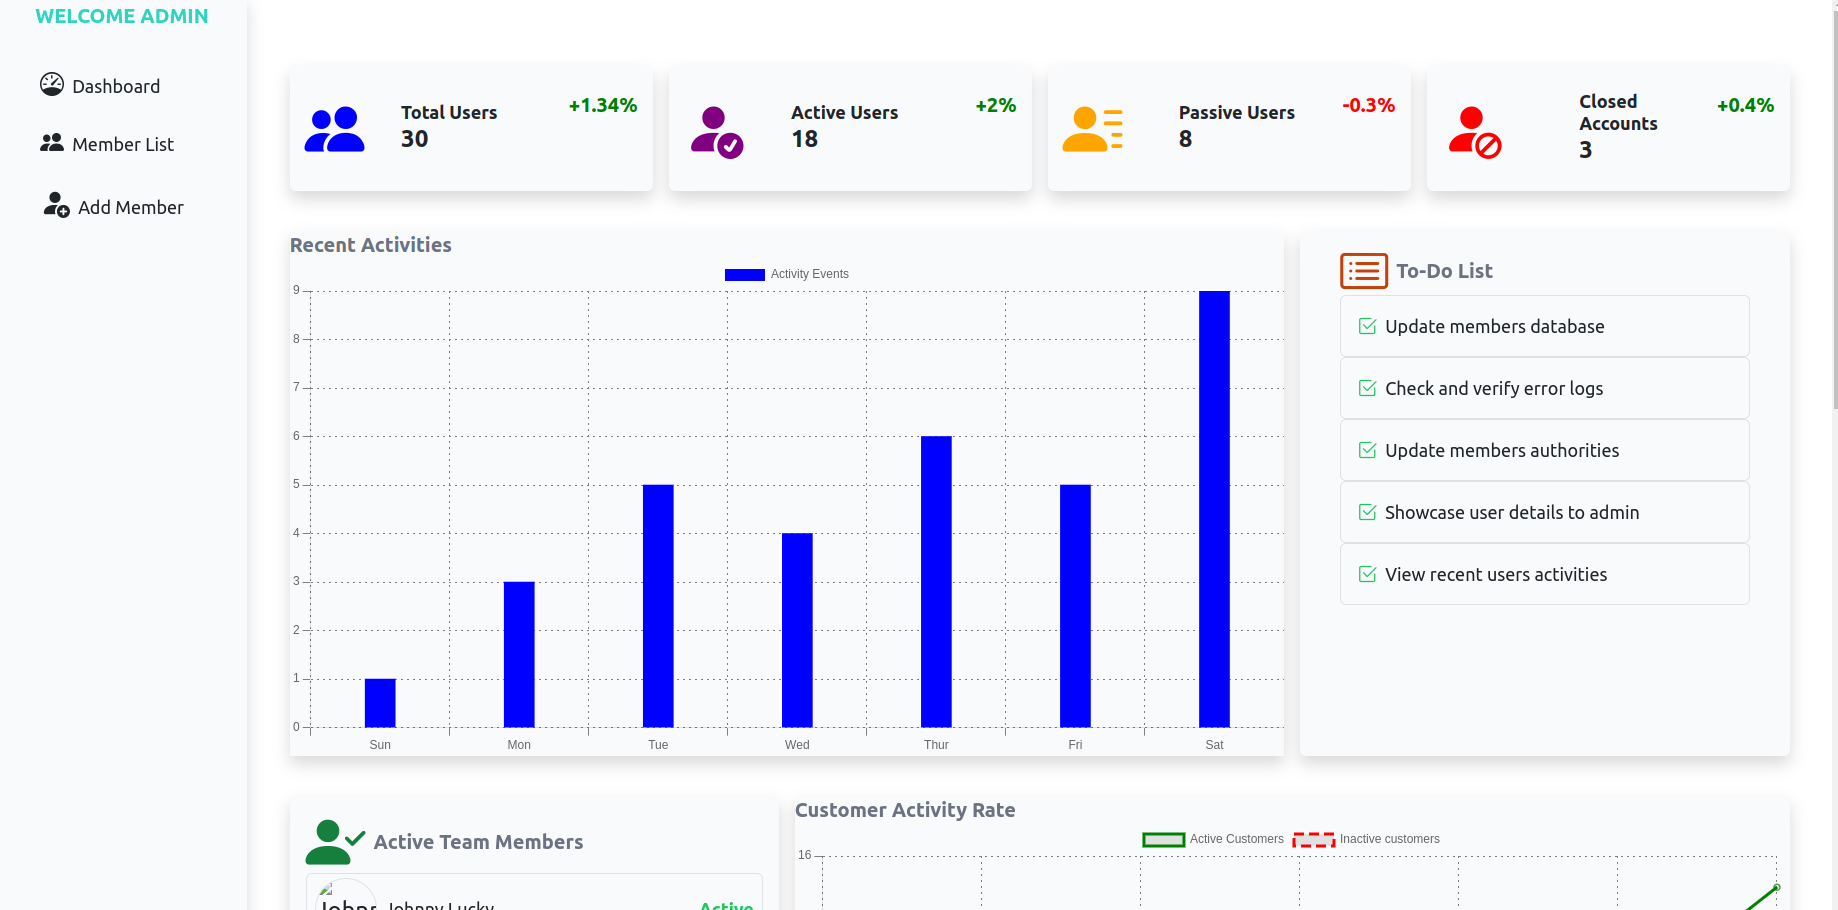 WELCOME ADMIN
Dashboard
Member List
Add Member
Total Users
30
+1.34%
Active Users
18
+2%
Passive Users
8
-0.3%
Closed
Accounts
3
+0.4%
Recent Activities
Activity Events
9
8
7
6
5
4
3
2
1
0
Sun Mon Tue Wed Thur Fri Sat
To-Do List
Update members database
Check and verify error logs
Update members authorities
Showcase user details to admin
View recent users activities
Active Team Members
Johnny Lucky
Active
Customer Activity Rate
Active Customers Inactive customers
16